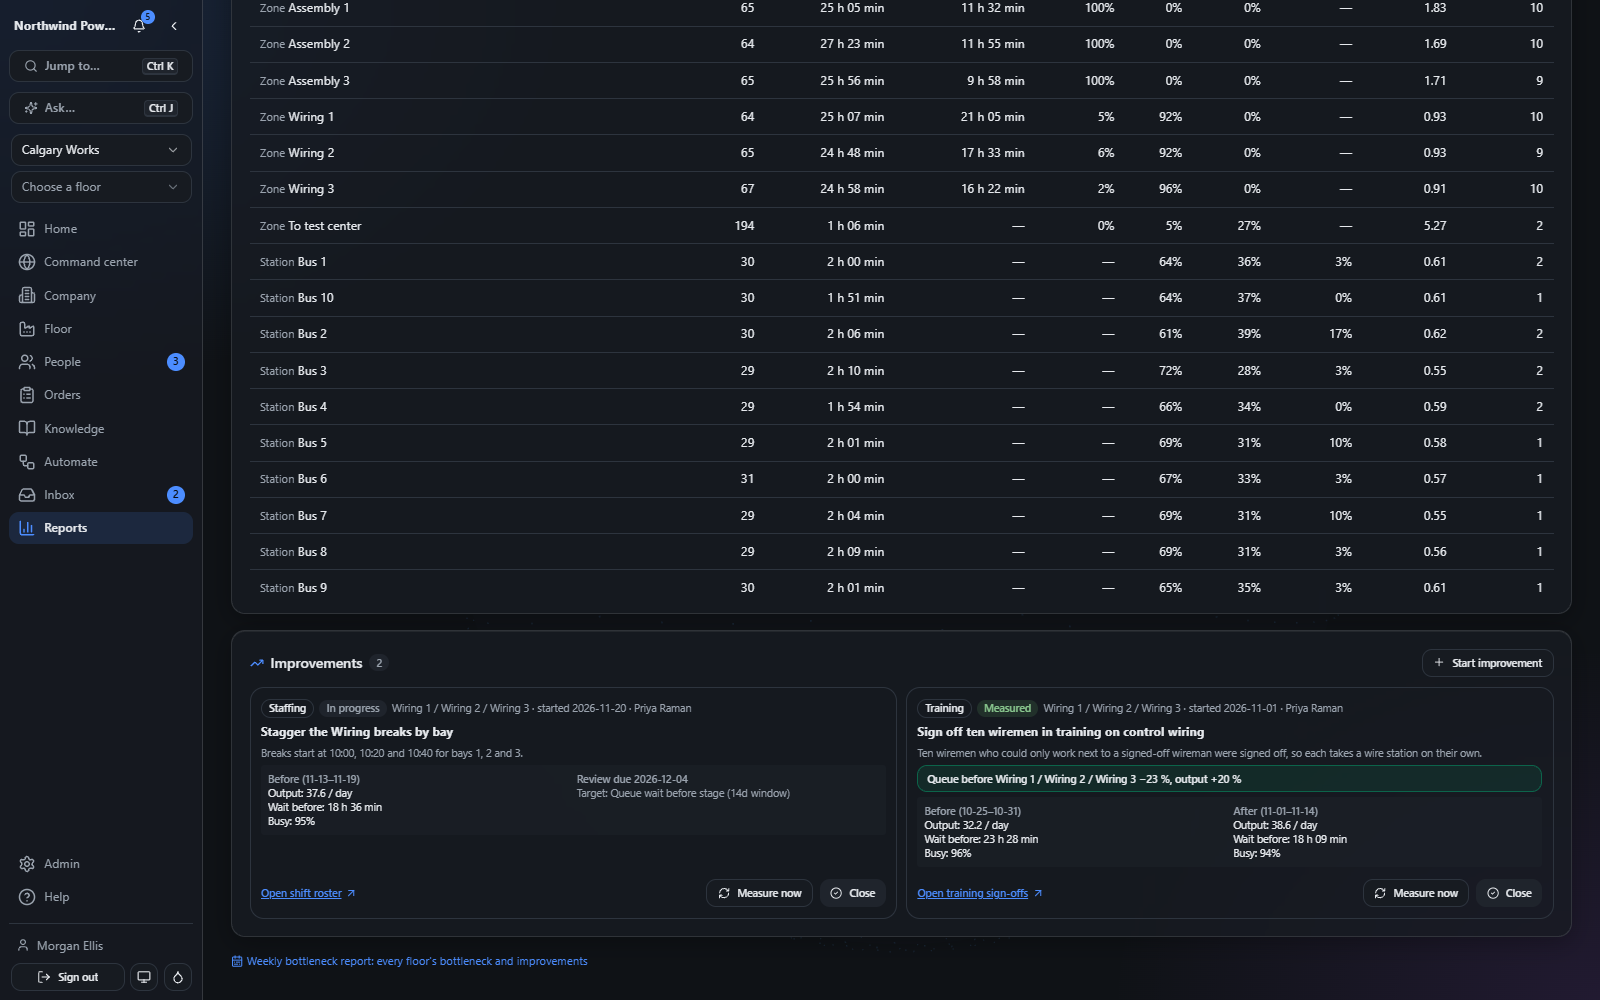 Northwind Pow...
5
Jump to...
Ctrl K
Ask...
Ctrl J
Calgary Works
Choose a floor
Home
Command center
Company
Floor
People
3
Orders
Knowledge
Automate
Inbox
2
Reports
Admin
Help
Morgan Ellis
Sign out
Zone Assembly 1 65 25 h 05 min 11 h 32 min 100% 0% 0% — 1.83 10
Zone Assembly 2 64 27 h 23 min 11 h 55 min 100% 0% 0% — 1.69 10
Zone Assembly 3 65 25 h 56 min 9 h 58 min 100% 0% 0% — 1.71 9
Zone Wiring 1 64 25 h 07 min 21 h 05 min 5% 92% 0% — 0.93 10
Zone Wiring 2 65 24 h 48 min 17 h 33 min 6% 92% 0% — 0.93 9
Zone Wiring 3 67 24 h 58 min 16 h 22 min 2% 96% 0% — 0.91 10
Zone To test center 194 1 h 06 min — 0% 5% 27% — 5.27 2
Station Bus 1 30 2 h 00 min — — 64% 36% 3% 0.61 2
Station Bus 10 30 1 h 51 min — — 64% 37% 0% 0.61 1
Station Bus 2 30 2 h 06 min — — 61% 39% 17% 0.62 2
Station Bus 3 29 2 h 10 min — — 72% 28% 3% 0.55 2
Station Bus 4 29 1 h 54 min — — 66% 34% 0% 0.59 2
Station Bus 5 29 2 h 01 min — — 69% 31% 10% 0.58 1
Station Bus 6 31 2 h 00 min — — 67% 33% 3% 0.57 1
Station Bus 7 29 2 h 04 min — — 69% 31% 10% 0.55 1
Station Bus 8 29 2 h 09 min — — 69% 31% 3% 0.56 1
Station Bus 9 30 2 h 01 min — — 65% 35% 3% 0.61 1
Improvements 2
+ Start improvement
Staffing In progress Wiring 1 / Wiring 2 / Wiring 3 · started 2026-11-20 · Priya Raman
Stagger the Wiring breaks by bay
Breaks start at 10:00, 10:20 and 10:40 for bays 1, 2 and 3.
Before (11-13–11-19)
Output: 37.6 / day
Wait before: 18 h 36 min
Busy: 95%
Review due 2026-12-04
Target: Queue wait before stage (14d window)
Open shift roster
Measure now
Close
Training Measured Wiring 1 / Wiring 2 / Wiring 3 · started 2026-11-01 · Priya Raman
Sign off ten wiremen in training on control wiring
Ten wiremen who could only work next to a signed-off wireman were signed off, so each takes a wire station on their own.
Queue before Wiring 1 / Wiring 2 / Wiring 3 −23 %, output +20 %
Before (10-25–10-31)
Output: 32.2 / day
Wait before: 23 h 28 min
Busy: 96%
After (11-01–11-14)
Output: 38.6 / day
Wait before: 18 h 09 min
Busy: 94%
Open training sign-offs
Measure now
Close
Weekly bottleneck report: every floor's bottleneck and improvements